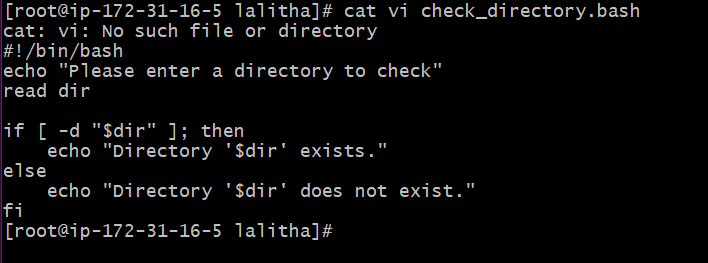 [root@ip-172-31-16-5 lalitha]# cat vi check_directory.bash
cat: vi: No such file or directory
#!/bin/bash
echo "Please enter a directory to check"
read dir

if [ -d "$dir" ]; then
    echo "Directory '$dir' exists."
else
    echo "Directory '$dir' does not exist."
fi
[root@ip-172-31-16-5 lalitha]#